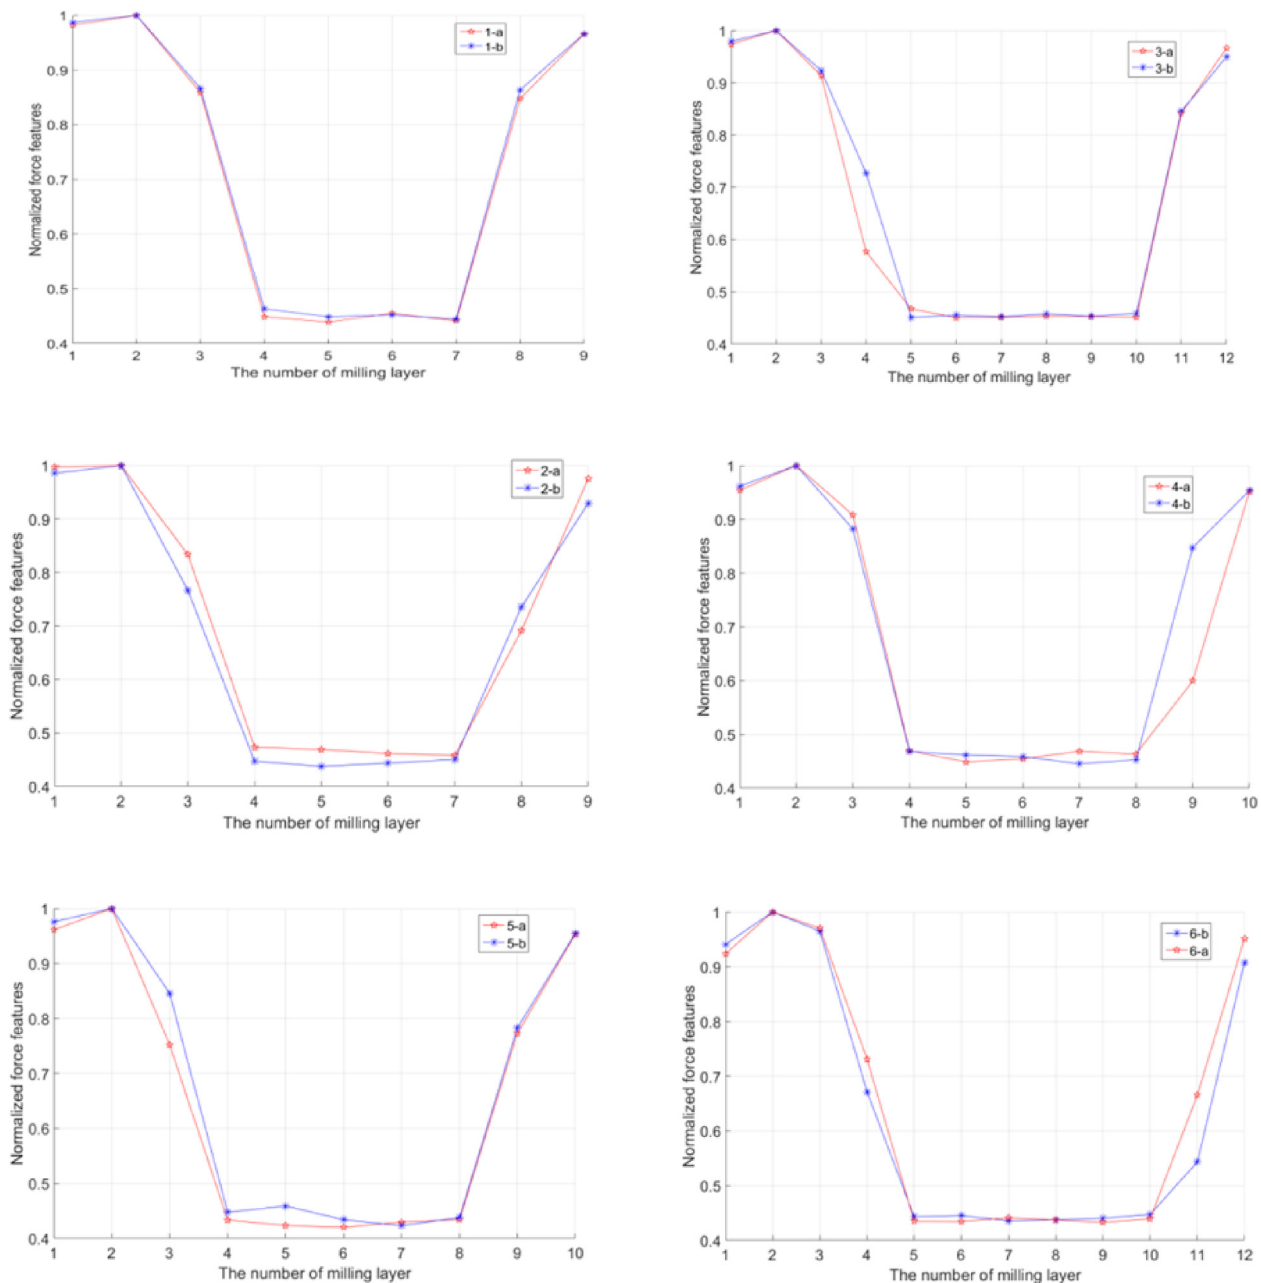 1
1-a
1-b
0.9
0.8
0.7
0.6
0.5
0.4
Normalized force features
1 2 3 4 5 6 7 8 9
The number of milling layer
1
3-a
3-b
0.9
0.8
0.7
0.6
0.5
0.4
Normalized force features
1 2 3 4 5 6 7 8 9 10 11 12
The number of milling layer
1
2-a
2-b
0.9
0.8
0.7
0.6
0.5
0.4
Normalized force features
1 2 3 4 5 6 7 8 9
The number of milling layer
1
4-a
4-b
0.9
0.8
0.7
0.6
0.5
0.4
Normalized force features
1 2 3 4 5 6 7 8 9 10
The number of milling layer
1
5-a
5-b
0.9
0.8
0.7
0.6
0.5
0.4
Normalized force features
1 2 3 4 5 6 7 8 9 10
The number of milling layer
1
6-b
6-a
0.9
0.8
0.7
0.6
0.5
0.4
Normalized force features
1 2 3 4 5 6 7 8 9 10 11 12
The number of milling layer